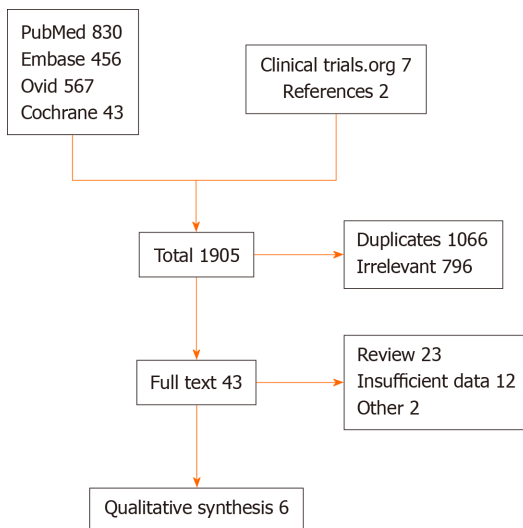 PubMed 830
Embase 456
Ovid 567
Cochrane 43
Clinical trials.org 7
References 2
Total 1905
Duplicates 1066
Irrelevant 796
Full text 43
Review 23
Insufficient data 12
Other 2
Qualitative synthesis 6